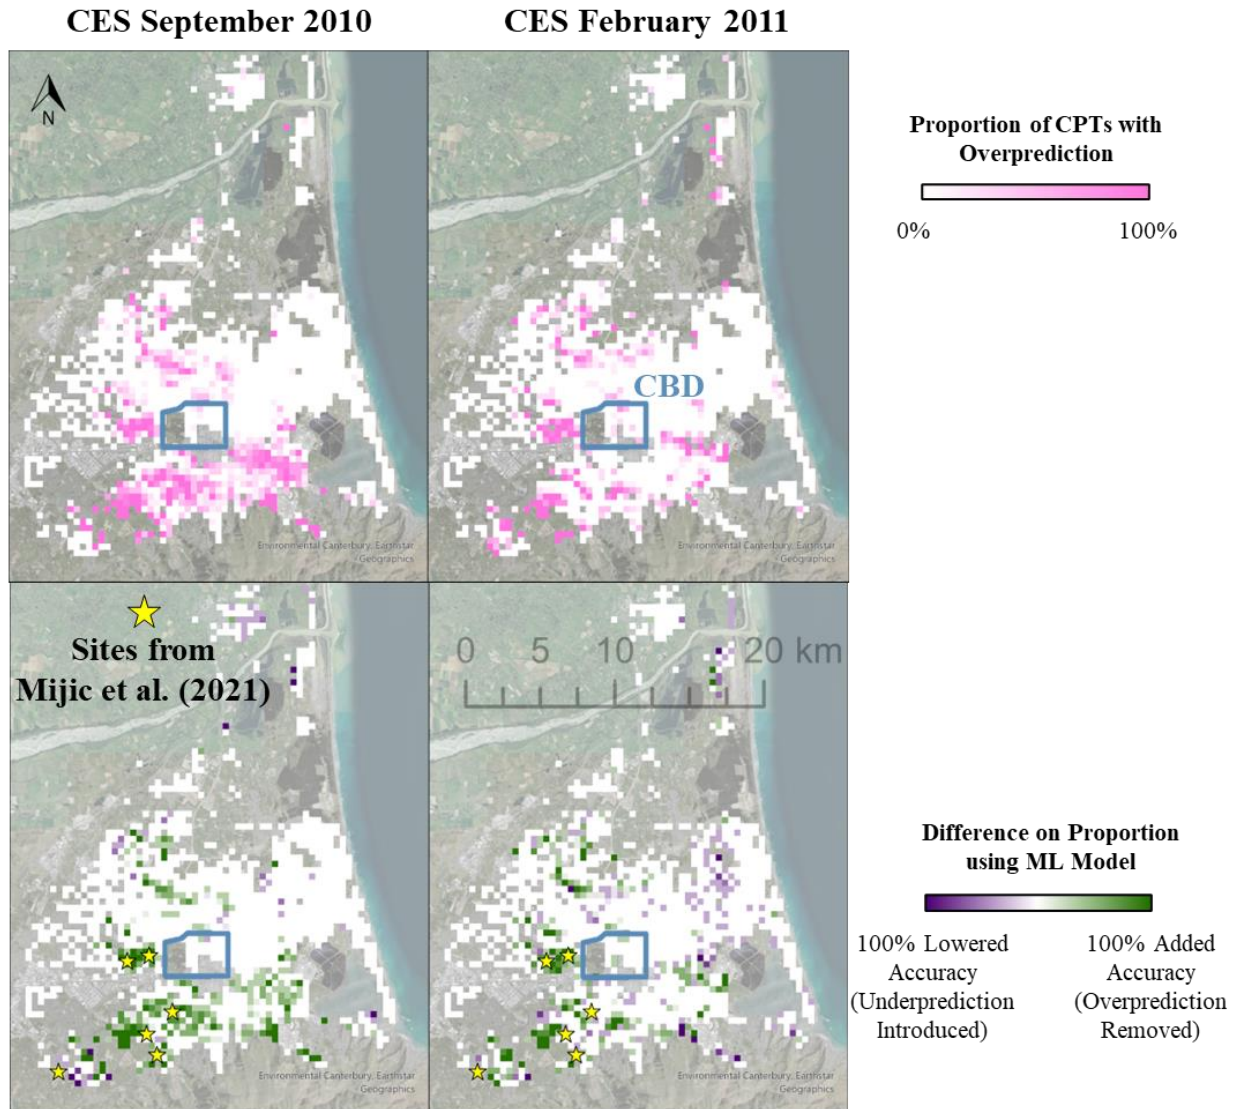 CES September 2010
CES February 2011
N
CBD
Environmental Canterbury, Earthstar
Geographics
Environmental Canterbury, Earthstar
Geographics
Proportion of CPTs with
Overprediction
0%
100%
Sites from
Mijic et al. (2021)
0 5 10 20 km
Environmental Canterbury, Earthstar
Geographics
Environmental Canterbury, Earthstar
Geographics
Difference on Proportion
using ML Model
100% Lowered
Accuracy
(Underprediction
Introduced)
100% Added
Accuracy
(Overprediction
Removed)